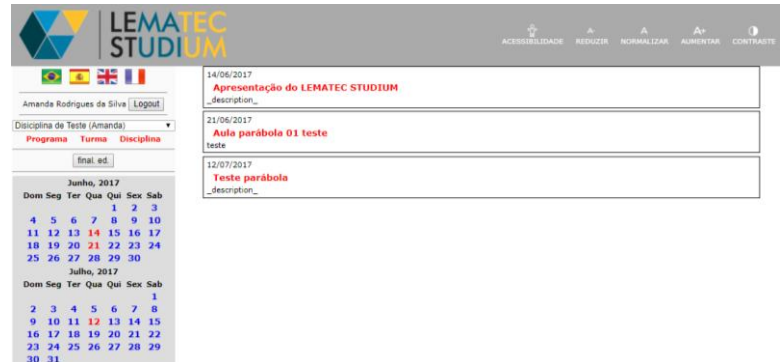 LEMATEC
STUDIUM
ACESSIBILIDADE A- REDUZIR A NORMALIZAR A+ AUMENTAR CONTRASTE
Amanda Rodrigues da Silva Logout
Disiciplina de Teste (Amanda)
Programa Turma Disciplina
final. ed.
Junho, 2017
Dom Seg Ter Qua Qui Sex Sab
1 2 3
4 5 6 7 8 9 10
11 12 13 14 15 16 17
18 19 20 21 22 23 24
25 26 27 28 29 30
Julho, 2017
Dom Seg Ter Qua Qui Sex Sab
1
2 3 4 5 6 7 8
9 10 11 12 13 14 15
16 17 18 19 20 21 22
23 24 25 26 27 28 29
30 31
14/06/2017
Apresentação do LEMATEC STUDIUM
_description_
21/06/2017
Aula parábola 01 teste
teste
12/07/2017
Teste parábola
_description_